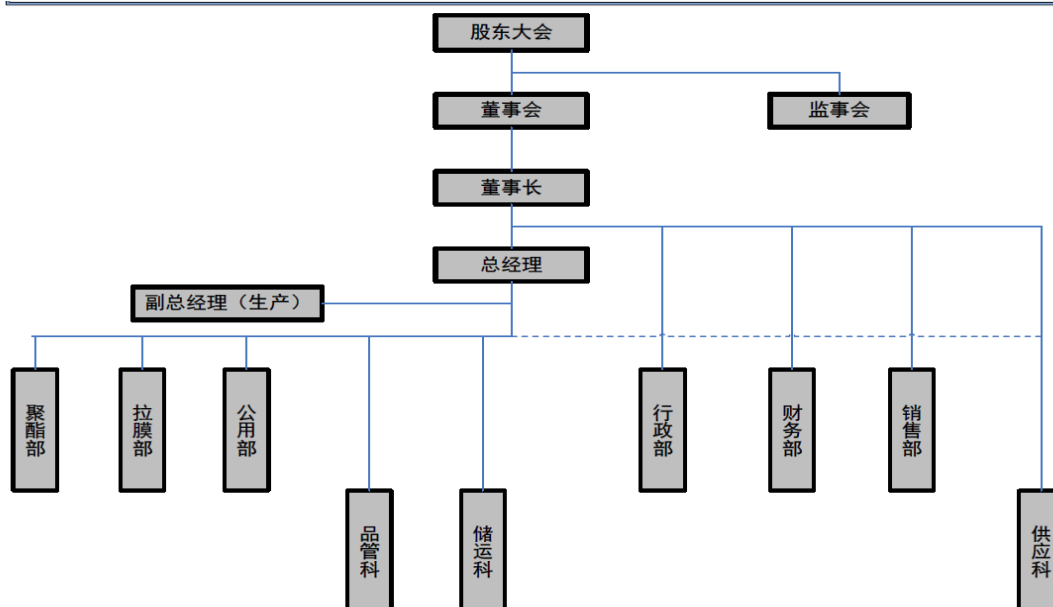 股东大会
董事会
监事会
董事长
总经理
副总经理（生产）
聚酯部
拉膜部
公用部
行政部
财务部
销售部
品管科
储运科
供应科